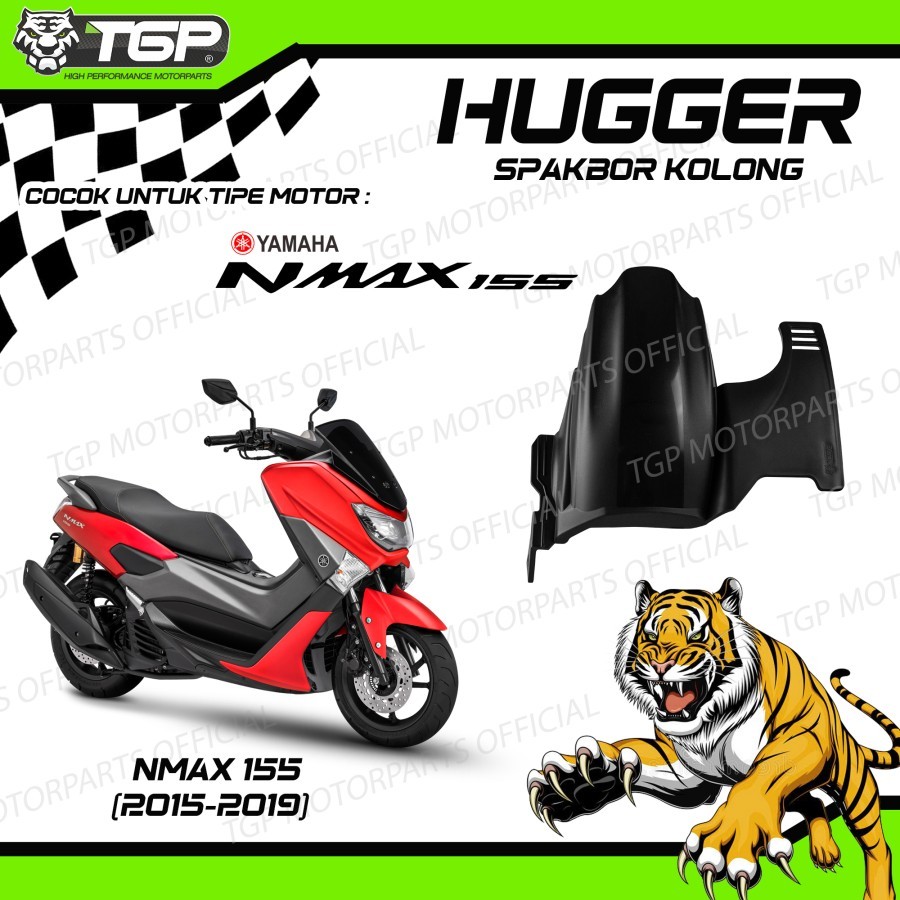 TGP
HIGH PERFORMANCE MOTORPARTS
HUGGER
SPAKBOR KOLONG
COCOK UNTUK TIPE MOTOR :
YAMAHA
NMAX 155
NMAX
NMAX 155
(2015-2019)
TGP MOTORPARTS OFFICIAL